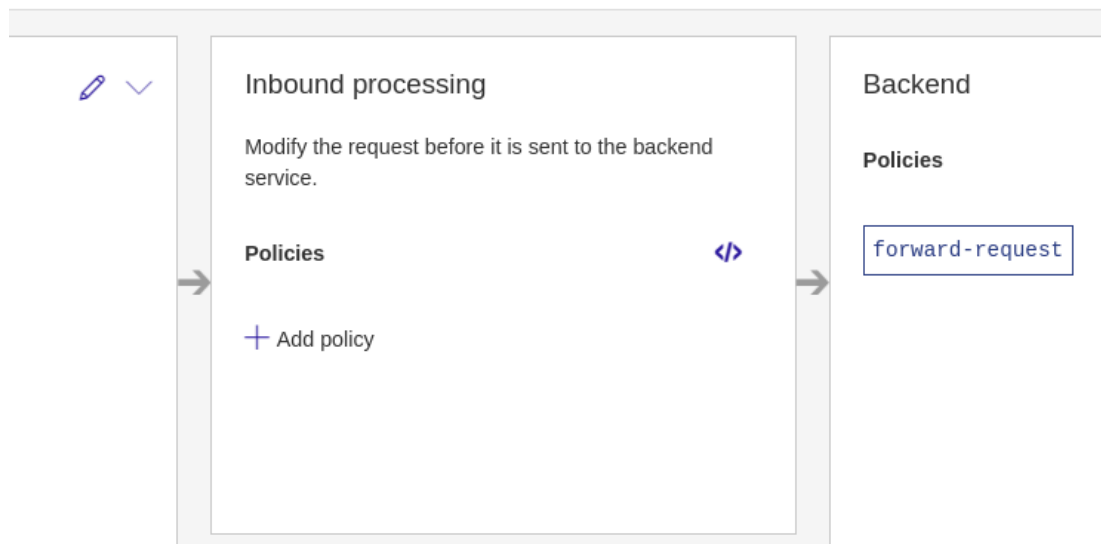 Inbound processing
Modify the request before it is sent to the backend
service.
Policies
</>
Add policy
Backend
Policies
forward-request